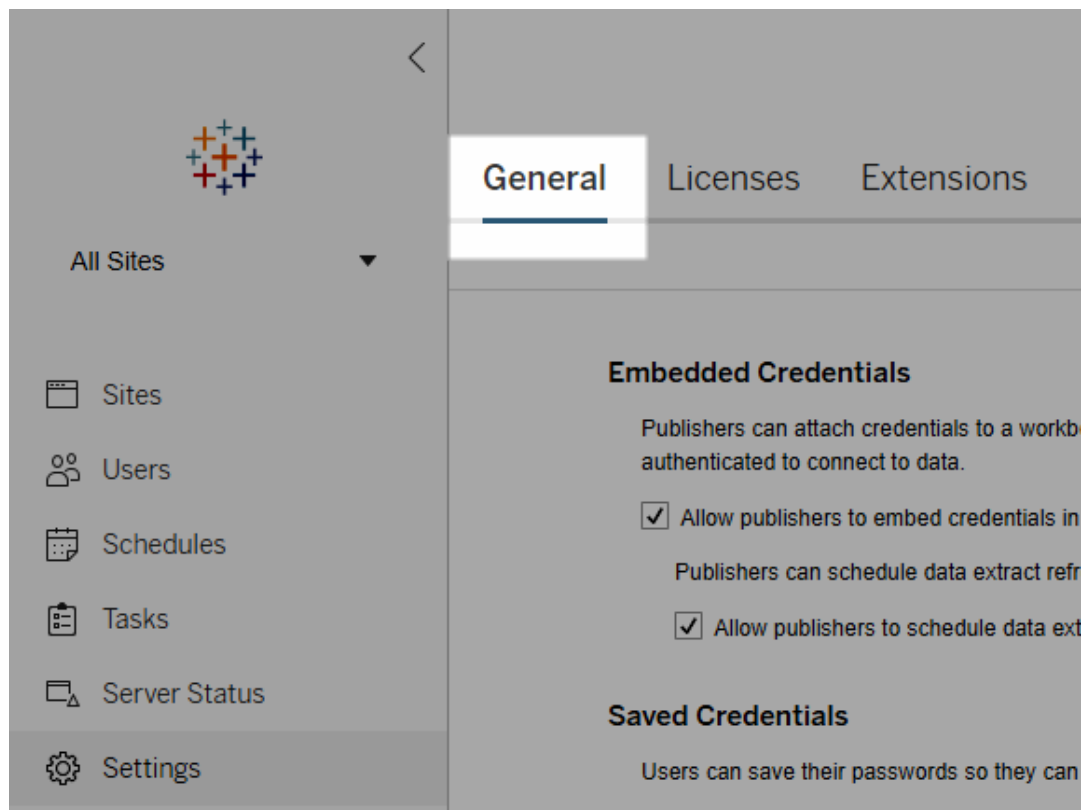 All Sites
Sites
Users
Schedules
Tasks
Server Status
Settings
General Licenses Extensions
Embedded Credentials
Publishers can attach credentials to a workb
authenticated to connect to data.
Allow publishers to embed credentials in
Publishers can schedule data extract refr
Allow publishers to schedule data ext
Saved Credentials
Users can save their passwords so they can